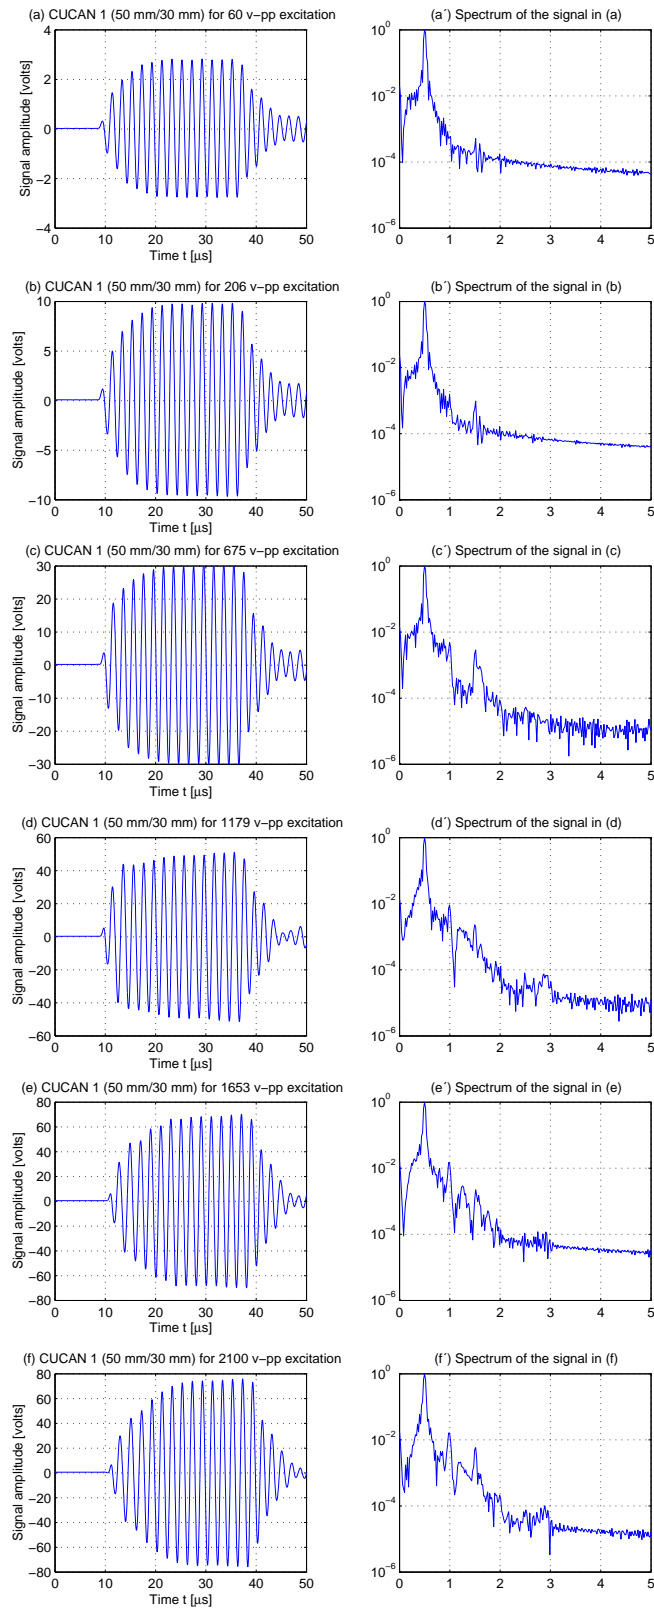 (a) CUCAN 1 (50 mm/30 mm) for 60 v−pp excitation
4
2
0
−2
−4
Signal amplitude [volts]
0 10 20 30 40 50
Time t [μs]
(a´) Spectrum of the signal in (a)
10^0
10^−2
10^−4
10^−6
0 1 2 3 4 5
(b) CUCAN 1 (50 mm/30 mm) for 206 v−pp excitation
10
5
0
−5
−10
Signal amplitude [volts]
0 10 20 30 40 50
Time t [μs]
(b´) Spectrum of the signal in (b)
10^0
10^−2
10^−4
10^−6
0 1 2 3 4 5
(c) CUCAN 1 (50 mm/30 mm) for 675 v−pp excitation
30
20
10
0
−10
−20
−30
Signal amplitude [volts]
0 10 20 30 40 50
Time t [μs]
(c´) Spectrum of the signal in (c)
10^0
10^−2
10^−4
10^−6
0 1 2 3 4 5
(d) CUCAN 1 (50 mm/30 mm) for 1179 v−pp excitation
60
40
20
0
−20
−40
−60
Signal amplitude [volts]
0 10 20 30 40 50
Time t [μs]
(d´) Spectrum of the signal in (d)
10^0
10^−2
10^−4
10^−6
0 1 2 3 4 5
(e) CUCAN 1 (50 mm/30 mm) for 1653 v−pp excitation
80
60
40
20
0
−20
−40
−60
−80
Signal amplitude [volts]
0 10 20 30 40 50
Time t [μs]
(e´) Spectrum of the signal in (e)
10^0
10^−2
10^−4
10^−6
0 1 2 3 4 5
(f) CUCAN 1 (50 mm/30 mm) for 2100 v−pp excitation
80
60
40
20
0
−20
−40
−60
−80
Signal amplitude [volts]
0 10 20 30 40 50
Time t [μs]
(f´) Spectrum of the signal in (f)
10^0
10^−2
10^−4
10^−6
0 1 2 3 4 5